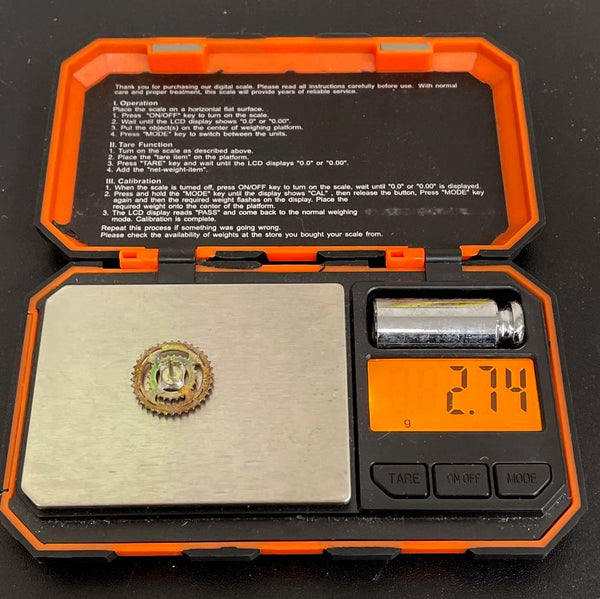 Thank you for purchasing our digital scale. Please read all instructions carefully before use. With normal
care and proper treatment, this scale will provide years of reliable service.
I. Operation
Place the scale on a horizontal flat surface.
1. Press "ON/OFF" key to turn on the scale.
2. Wait until the LCD display shows "0.0" or "0.00".
3. Put the object(s) on the center of weighing platform.
4. Press "MODE" key to switch between the units.
II. Tare Function
1. Turn on the scale as described above.
2. Place the "tare item" on the platform.
3. Press "TARE" key and wait until the LCD displays "0.0" or "0.00".
4. Add the "net-weight-item".
III. Calibration
1. When the scale is turned off, press ON/OFF key to turn on the scale, wait until "0.0" or "0.00" is displayed.
2. Press and hold the "MODE" key until the display shows "CAL" , then release the button, Press "MODE" key
again and then the required weight flashes on the display. Place the
required weight onto the center of the platform.
3. The LCD display reads "PASS" and come back to the normal weighing
mode. Calibration is complete.
Repeat this process if something was going wrong.
Please check the availability of weights at the store you bought your scale from.
2.74
g
TARE
ON/OFF
MODE